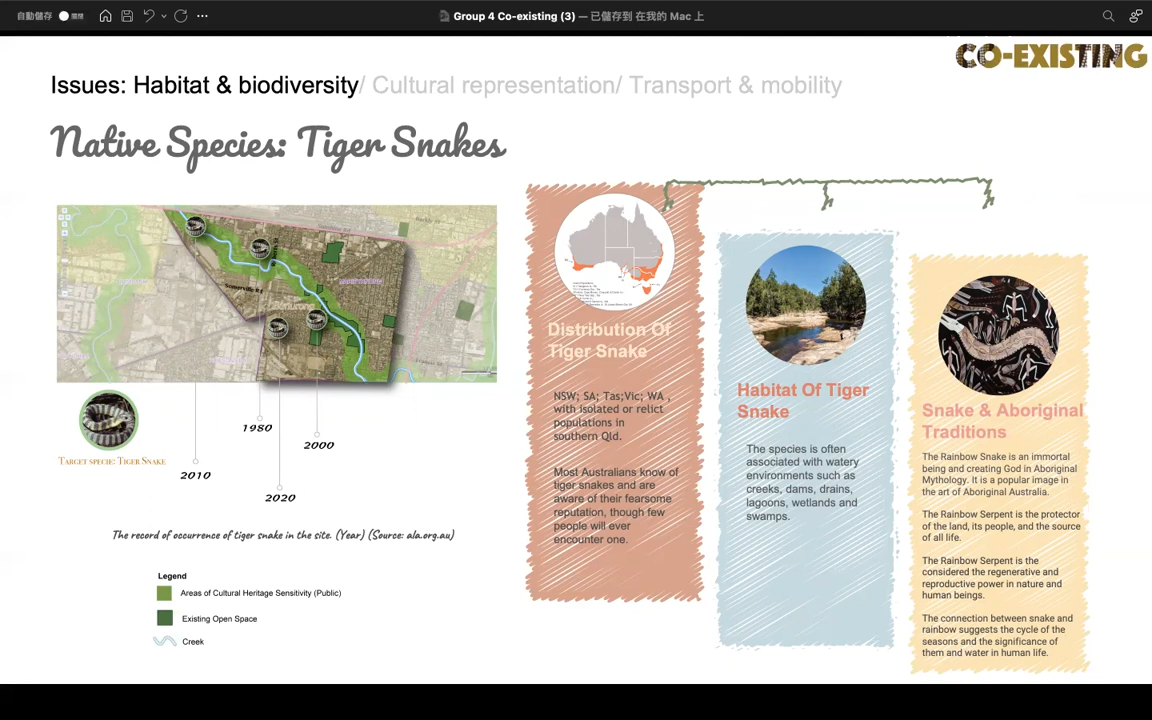 自動儲存
Group 4 Co-existing (3) — 已儲存到 在我的 Mac 上
CO-EXISTING
Issues: Habitat & biodiversity/ Cultural representation/ Transport & mobility
Native Species: Tiger Snakes
Somerville Rd
TARGET SPECIE: TIGER SNAKE
1980
2000
2010
2020
The record of occurrence of tiger snake in the site. (Year) (Source: ala.org.au)
Legend
Areas of Cultural Heritage Sensitivity (Public)
Existing Open Space
Creek
Distribution Of
Tiger Snake
NSW; SA; Tas;Vic; WA ,
with isolated or relict
populations in
southern Qld.
Most Australians know of
tiger snakes and are
aware of their fearsome
reputation, though few
people will ever
encounter one.
Habitat Of Tiger
Snake
The species is often
associated with watery
environments such as
creeks, dams, drains,
lagoons, wetlands and
swamps.
Snake & Aboriginal
Traditions
The Rainbow Snake is an immortal
being and creating God in Aboriginal
Mythology. It is a popular image in
the art of Aboriginal Australia.
The Rainbow Serpent is the protector
of the land, its people, and the source
of all life.
The Rainbow Serpent is the
considered the regenerative and
reproductive power in nature and
human beings.
The connection between snake and
rainbow suggests the cycle of the
seasons and the significance of
them and water in human life.